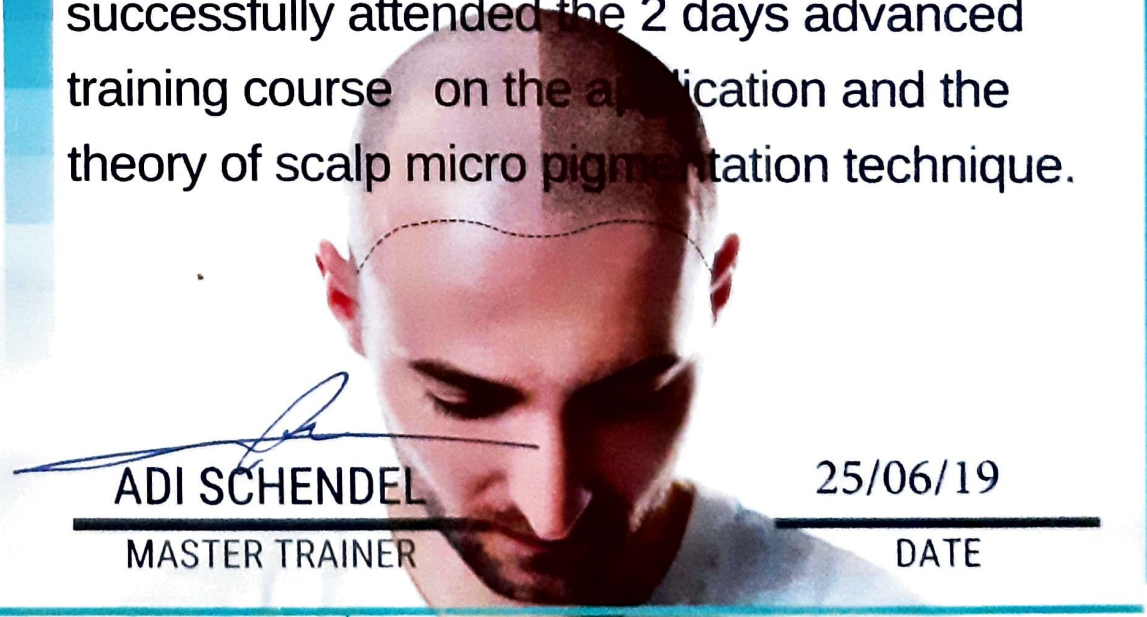 successfully attended the 2 days advanced
training course on the application and the
theory of scalp micro pigmentation technique.
ADI SCHENDEL
25/06/19
MASTER TRAINER
DATE